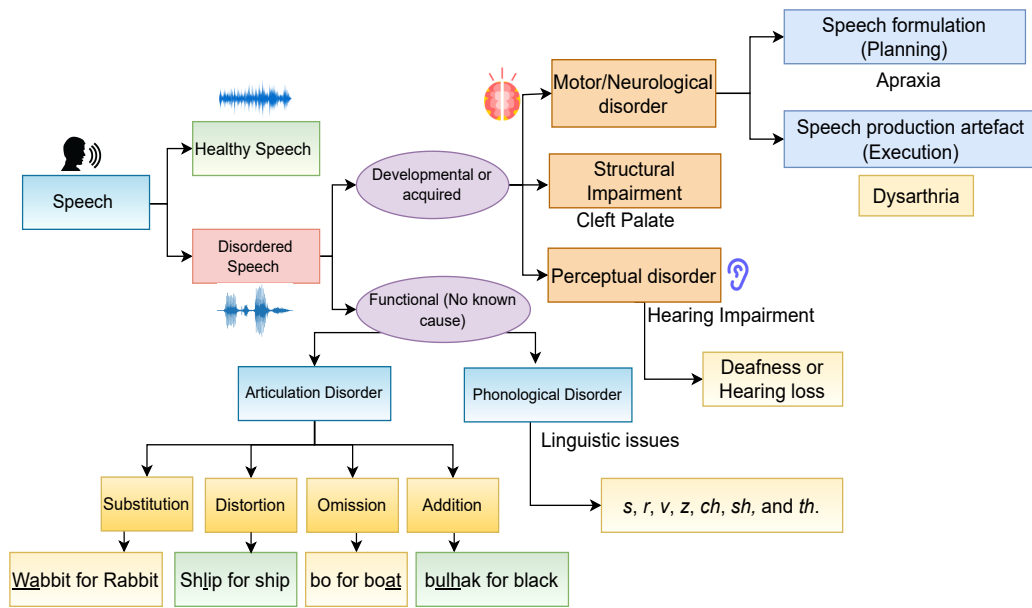 Speech
Healthy Speech
Disordered
Speech
Developmental or
acquired
Functional (No known
cause)
Motor/Neurological
disorder
Structural
Impairment
Cleft Palate
Perceptual disorder
Hearing Impairment
Deafness or
Hearing loss
Speech formulation
(Planning)
Apraxia
Speech production artefact
(Execution)
Dysarthria
Articulation Disorder
Phonological Disorder
Linguistic issues
s, r, v, z, ch, sh, and th.
Substitution
Distortion
Omission
Addition
Wabbit for Rabbit
Shlip for ship
bo for boat
bulhak for black